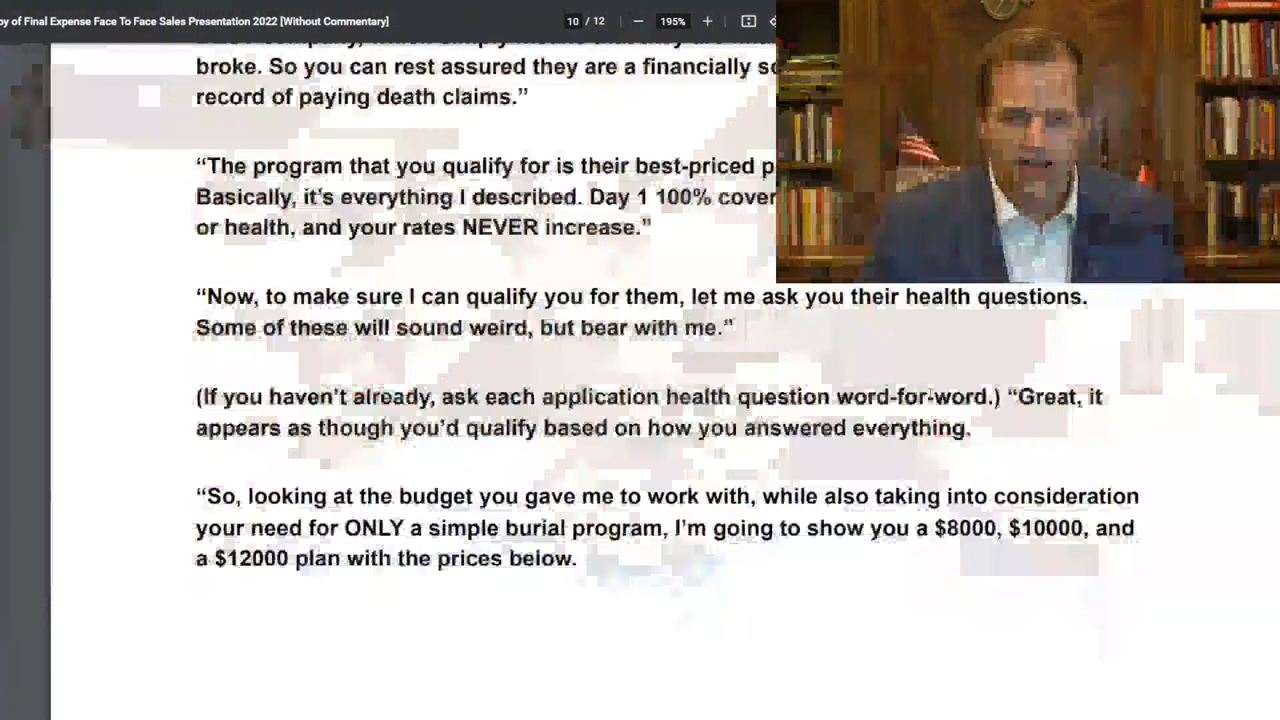 py of Final Expense Face To Face Sales Presentation 2022 [Without Commentary]
10 / 12
195%
broke. So you can rest assured they are a financially so
record of paying death claims.”
“The program that you qualify for is their best-priced p
Basically, it’s everything I described. Day 1 100% cover
or health, and your rates NEVER increase.”
“Now, to make sure I can qualify you for them, let me ask you their health questions.
Some of these will sound weird, but bear with me.“
(If you haven’t already, ask each application health question word-for-word.) “Great, it
appears as though you’d qualify based on how you answered everything.
“So, looking at the budget you gave me to work with, while also taking into consideration
your need for ONLY a simple burial program, I’m going to show you a $8000, $10000, and
a $12000 plan with the prices below.